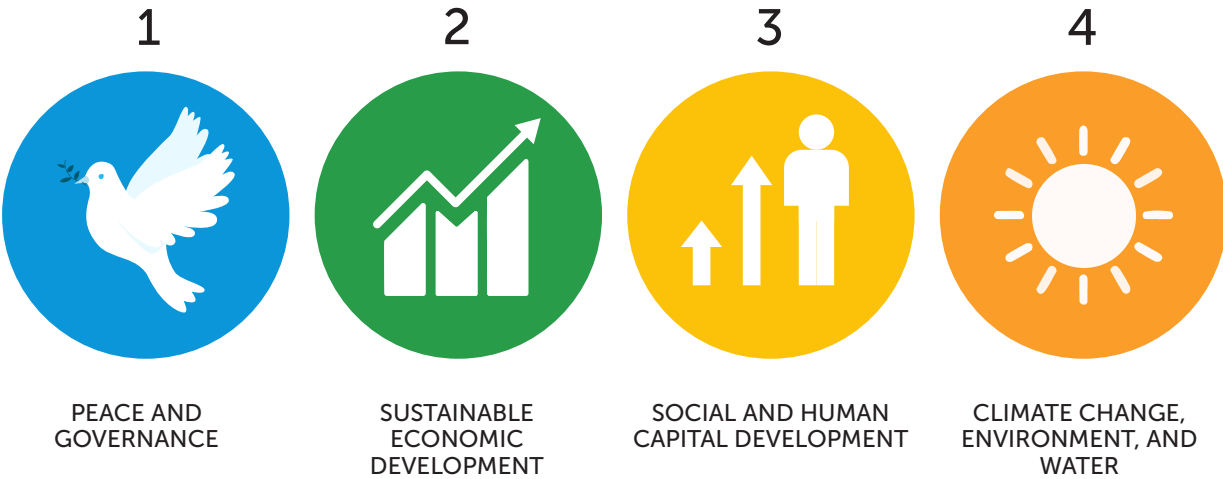 1
2
3
4
PEACE AND
GOVERNANCE
SUSTAINABLE
ECONOMIC
DEVELOPMENT
SOCIAL AND HUMAN
CAPITAL DEVELOPMENT
CLIMATE CHANGE,
ENVIRONMENT, AND
WATER